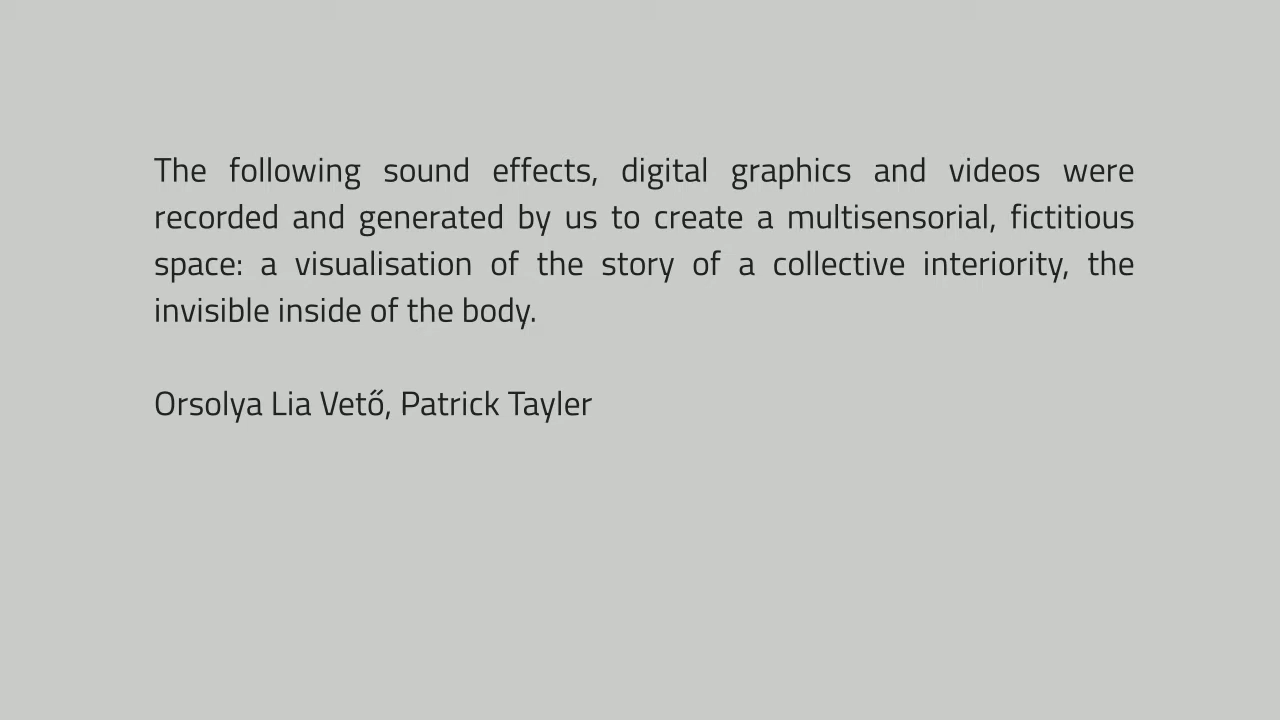 The following sound effects, digital graphics and videos were
recorded and generated by us to create a multisensorial, fictitious
space: a visualisation of the story of a collective interiority, the
invisible inside of the body.
Orsolya Lia Vető, Patrick Tayler